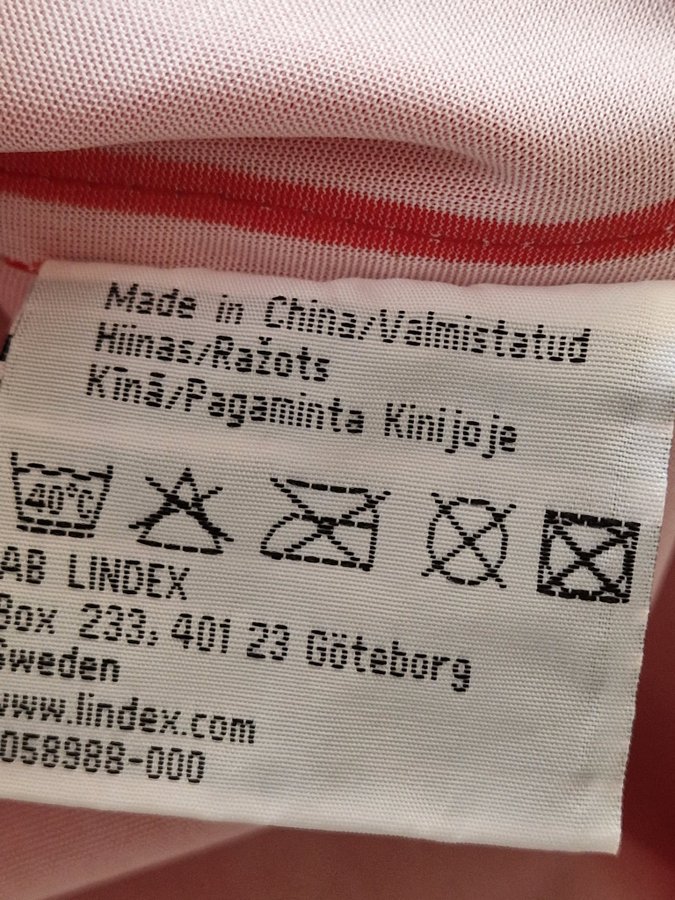 Made in China/Valmistatud
Hiinas/Ražots
Kīnā/Pagaminta Kinijoje
40°C
AB LINDEX
Box 233, 401 23 Göteborg
Sweden
www.lindex.com
058988-000